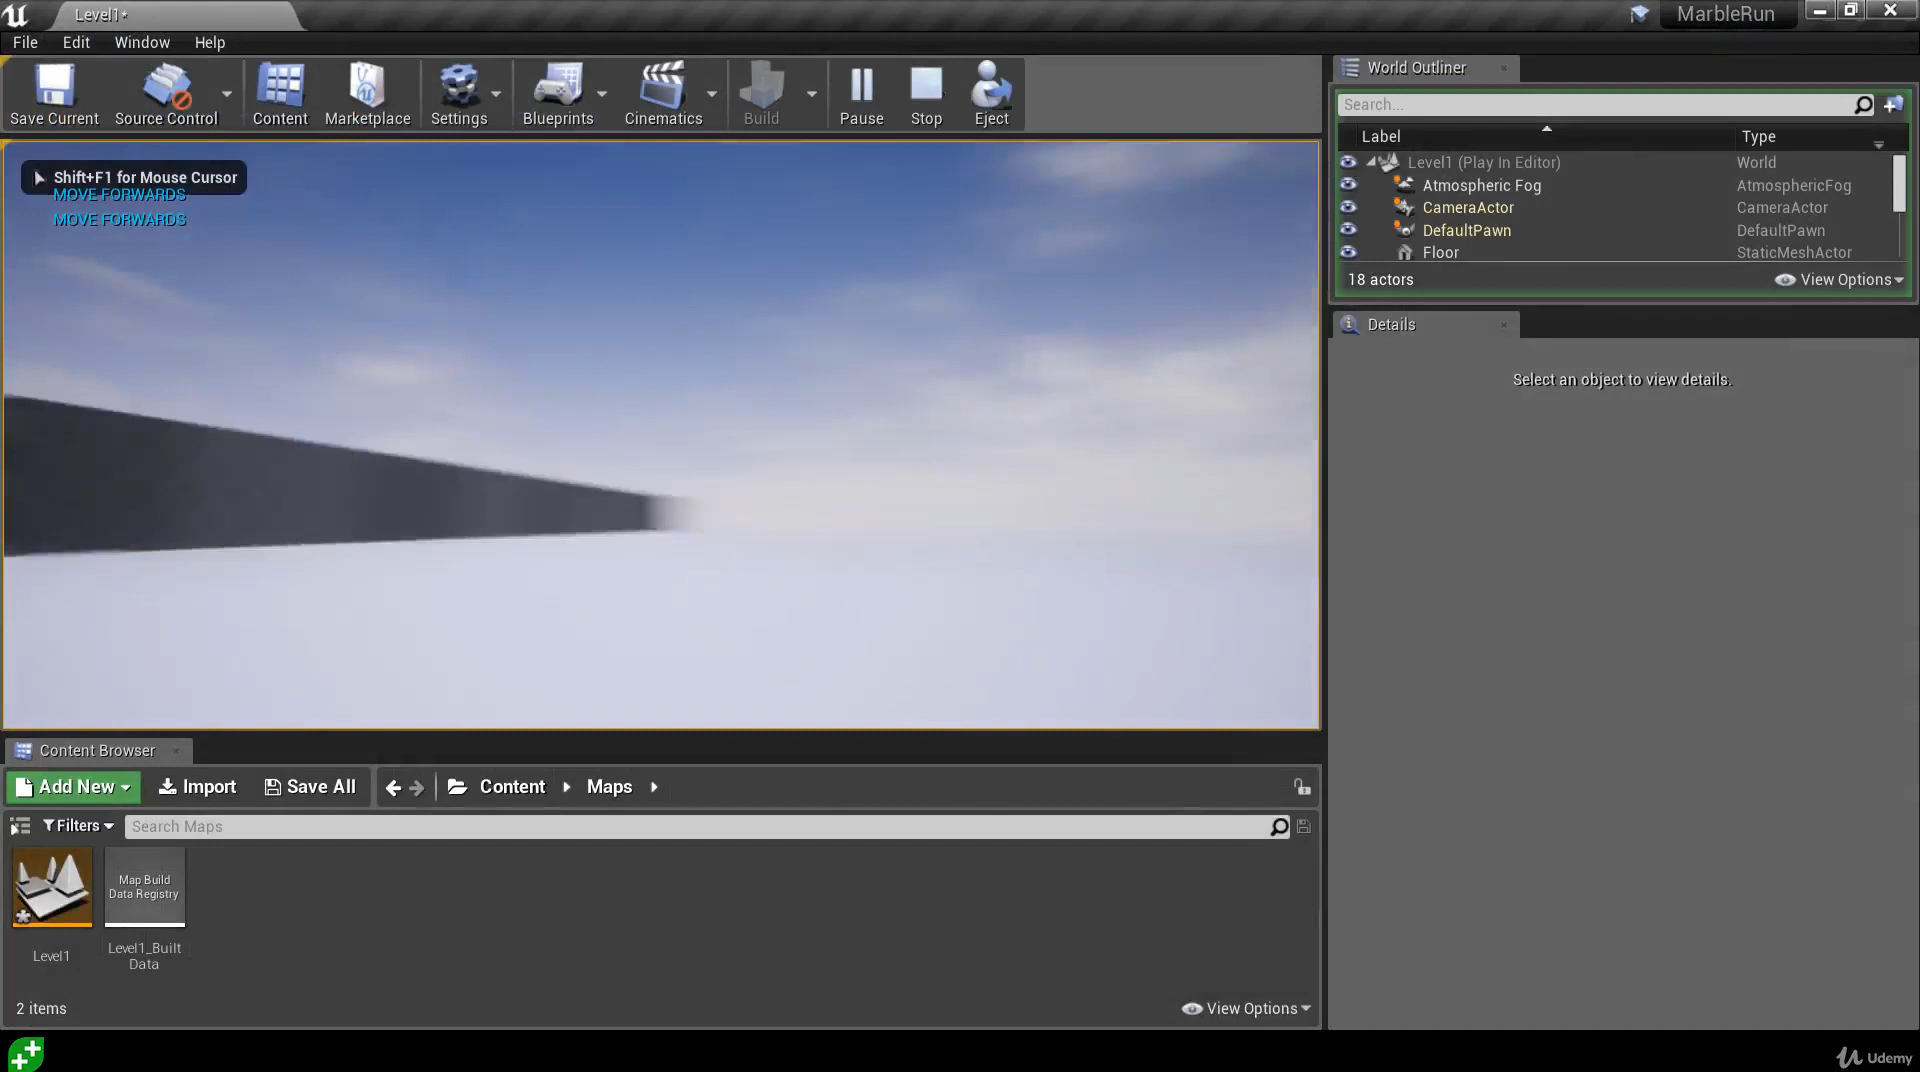 Level1*
MarbleRun
File Edit Window Help
Save Current Source Control Content Marketplace Settings Blueprints Cinematics Build Pause Stop Eject
Shift+F1 for Mouse Cursor
MOVE FORWARDS
MOVE FORWARDS
World Outliner
Search...
Label Type
Level1 (Play In Editor) World
Atmospheric Fog AtmosphericFog
CameraActor CameraActor
DefaultPawn DefaultPawn
Floor StaticMeshActor
18 actors View Options
Details
Select an object to view details.
Content Browser
Add New Import Save All Content Maps
Filters Search Maps
Map Build
Data Registry
Level1
Level1_Built
Data
2 items View Options
Udemy